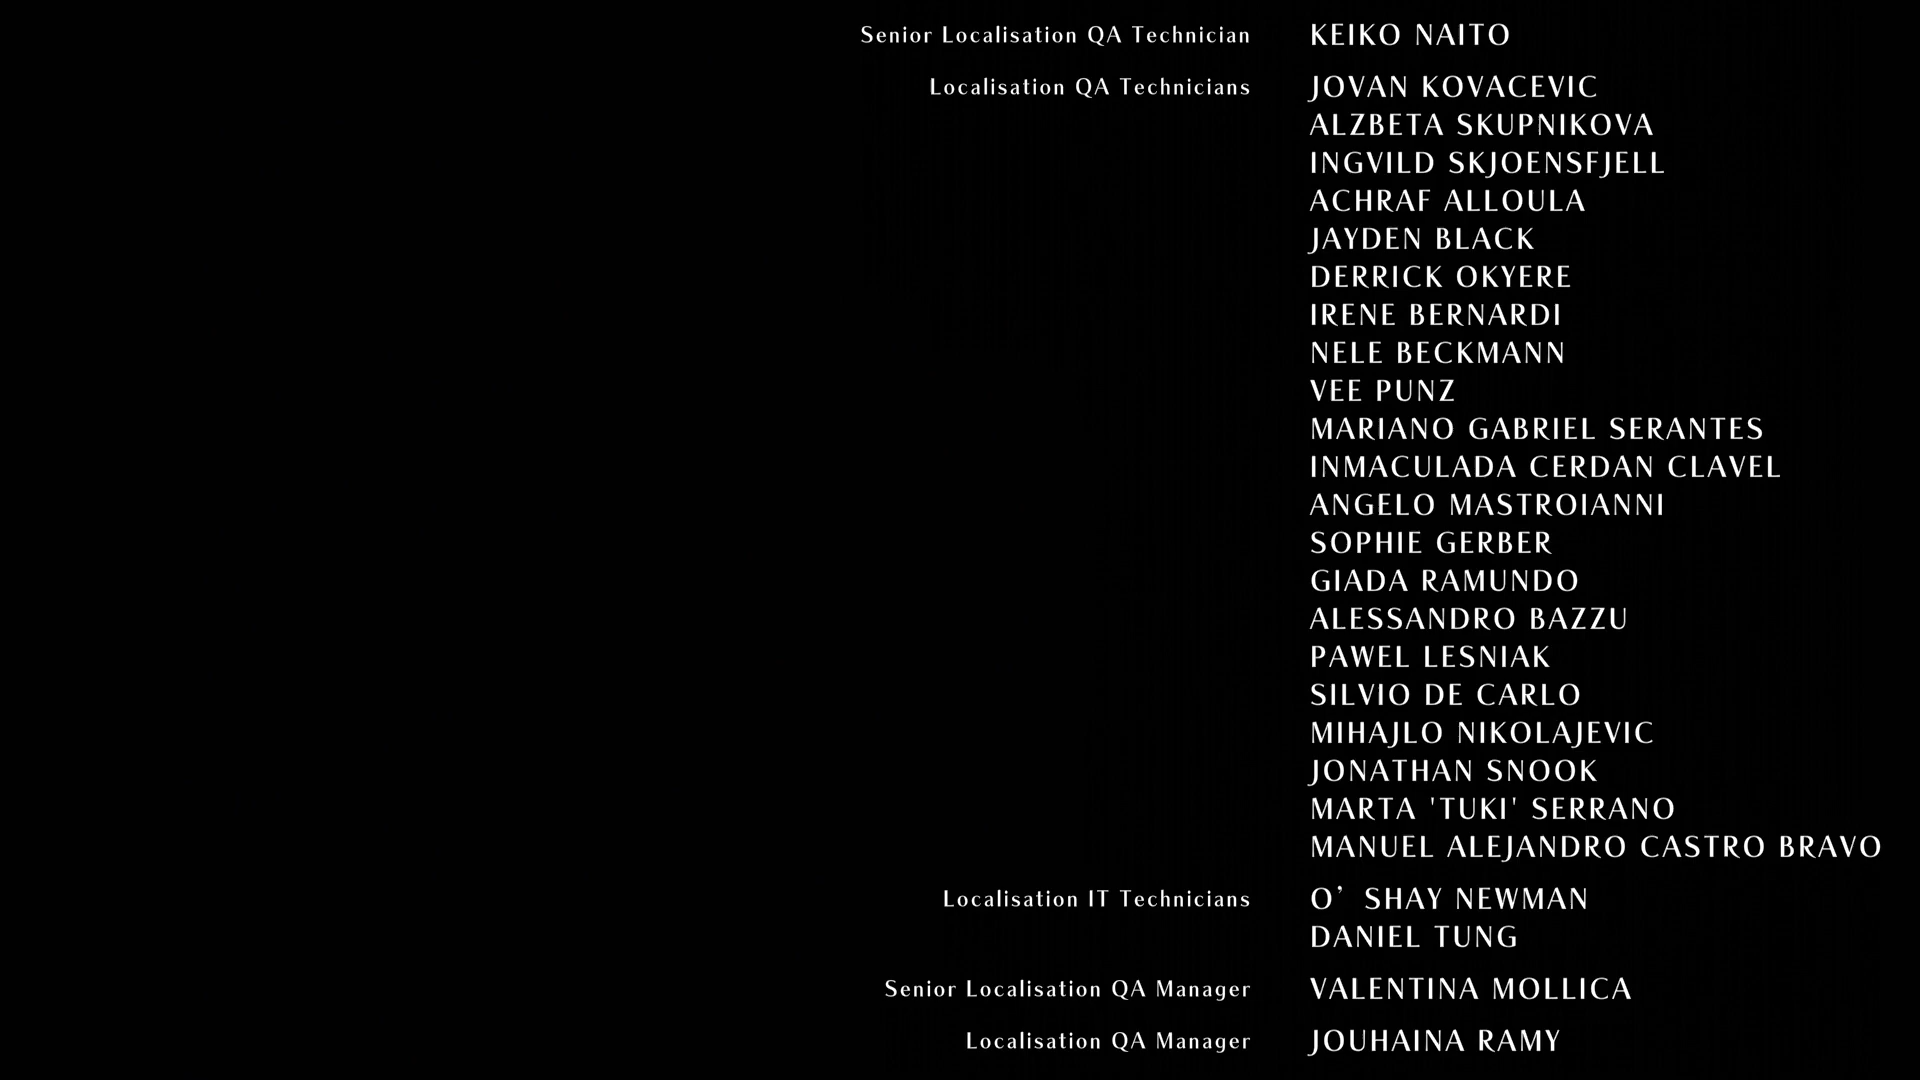 Senior Localisation QA Technician KEIKO NAITO
Localisation QA Technicians JOVAN KOVACEVIC
ALZBETA SKUPNIKOVA
INGVILD SKJOENSFJELL
ACHRAF ALLOULA
JAYDEN BLACK
DERRICK OKYERE
IRENE BERNARDI
NELE BECKMANN
VEE PUNZ
MARIANO GABRIEL SERANTES
INMACULADA CERDAN CLAVEL
ANGELO MASTROIANNI
SOPHIE GERBER
GIADA RAMUNDO
ALESSANDRO BAZZU
PAWEL LESNIAK
SILVIO DE CARLO
MIHAJLO NIKOLAJEVIC
JONATHAN SNOOK
MARTA 'TUKI' SERRANO
MANUEL ALEJANDRO CASTRO BRAVO
Localisation IT Technicians O’ SHAY NEWMAN
DANIEL TUNG
Senior Localisation QA Manager VALENTINA MOLLICA
Localisation QA Manager JOUHAINA RAMY